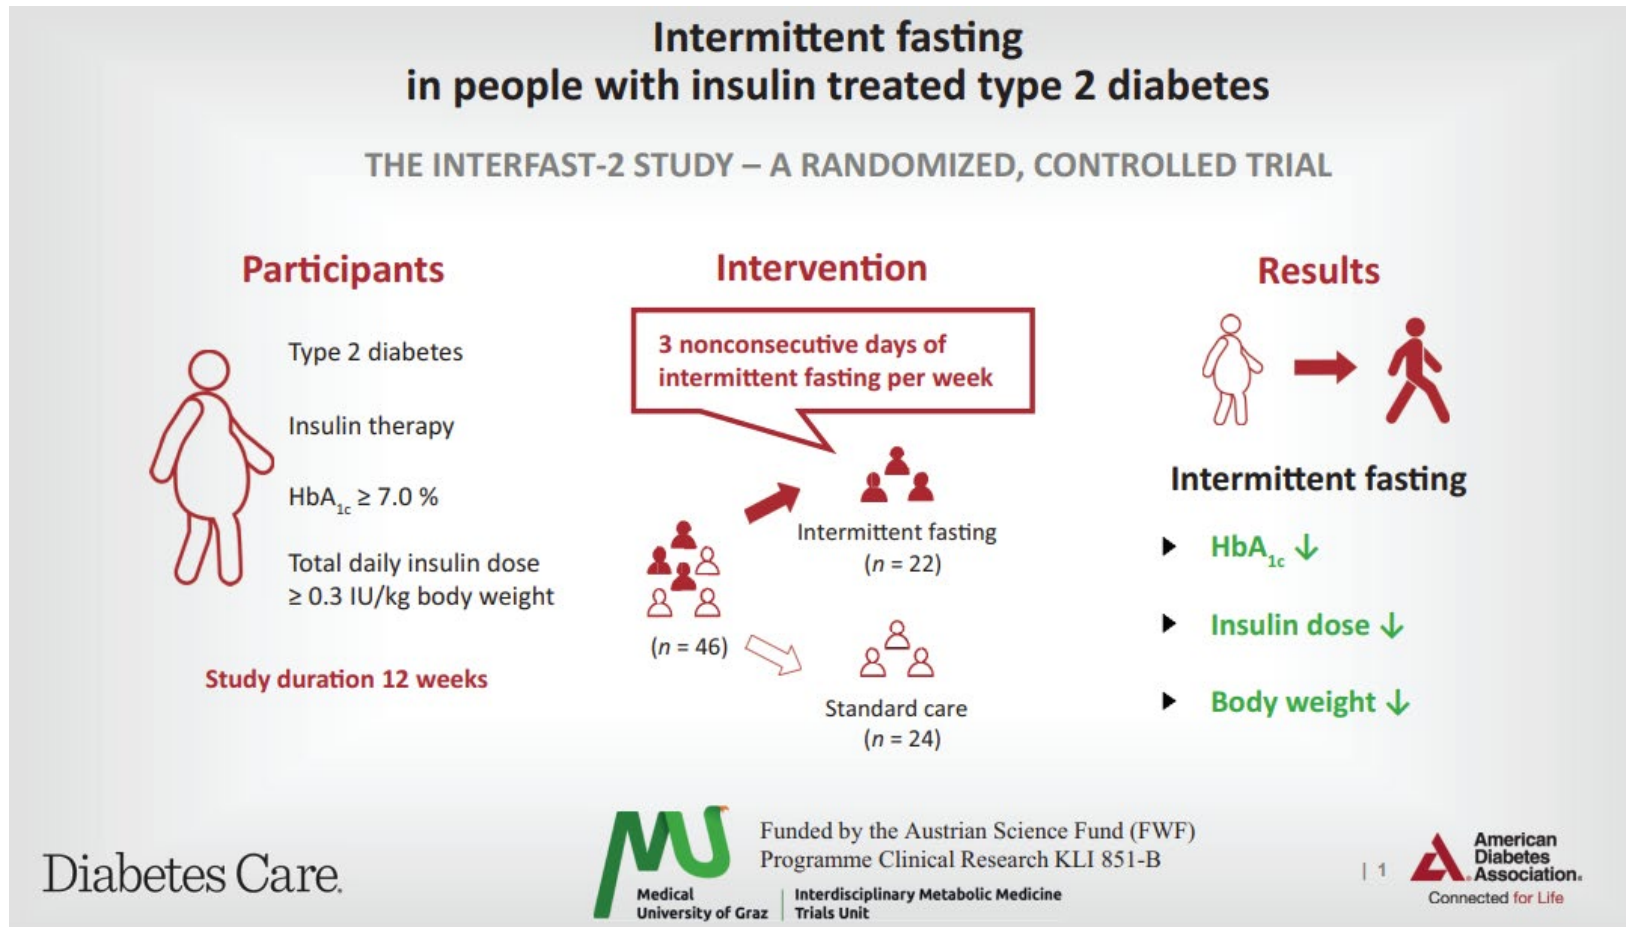 Intermittent fasting
in people with insulin treated type 2 diabetes
THE INTERFAST-2 STUDY – A RANDOMIZED, CONTROLLED TRIAL
Participants
Type 2 diabetes
Insulin therapy
HbA1c ≥ 7.0 %
Total daily insulin dose
≥ 0.3 IU/kg body weight
Study duration 12 weeks
Intervention
3 nonconsecutive days of
intermittent fasting per week
(n = 46)
Intermittent fasting
(n = 22)
Standard care
(n = 24)
Results
Intermittent fasting
HbA1c ↓
Insulin dose ↓
Body weight ↓
Diabetes Care.
MU
Medical
University of Graz
Interdisciplinary Metabolic Medicine
Trials Unit
Funded by the Austrian Science Fund (FWF)
Programme Clinical Research KLI 851-B
| 1
American
Diabetes
Association.
Connected for Life